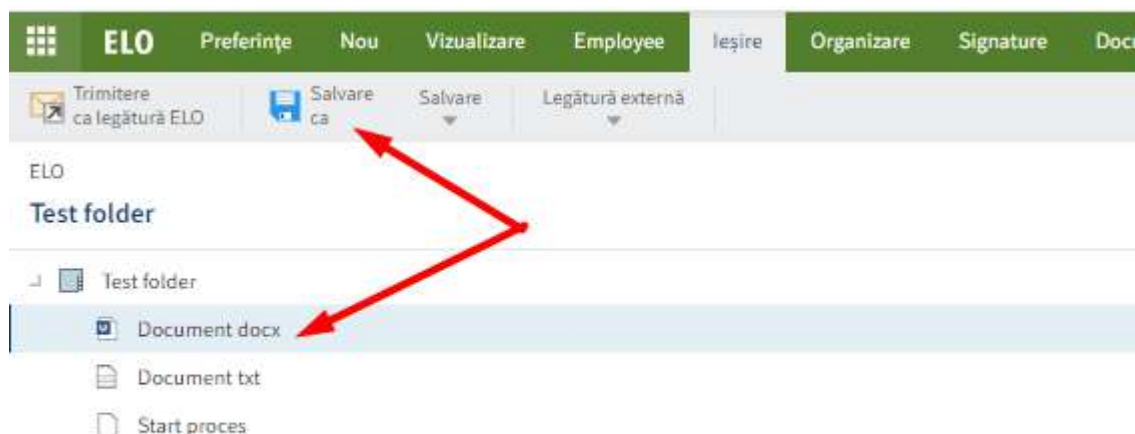 ELO Preferințe Nou Vizualizare Employee Ieșire Organizare Signature Docu
Trimitere Salvare Salvare Legătură externă
ca legătură ELO ca
ELO
Test folder
Test folder
Document docx
Document txt
Start proces